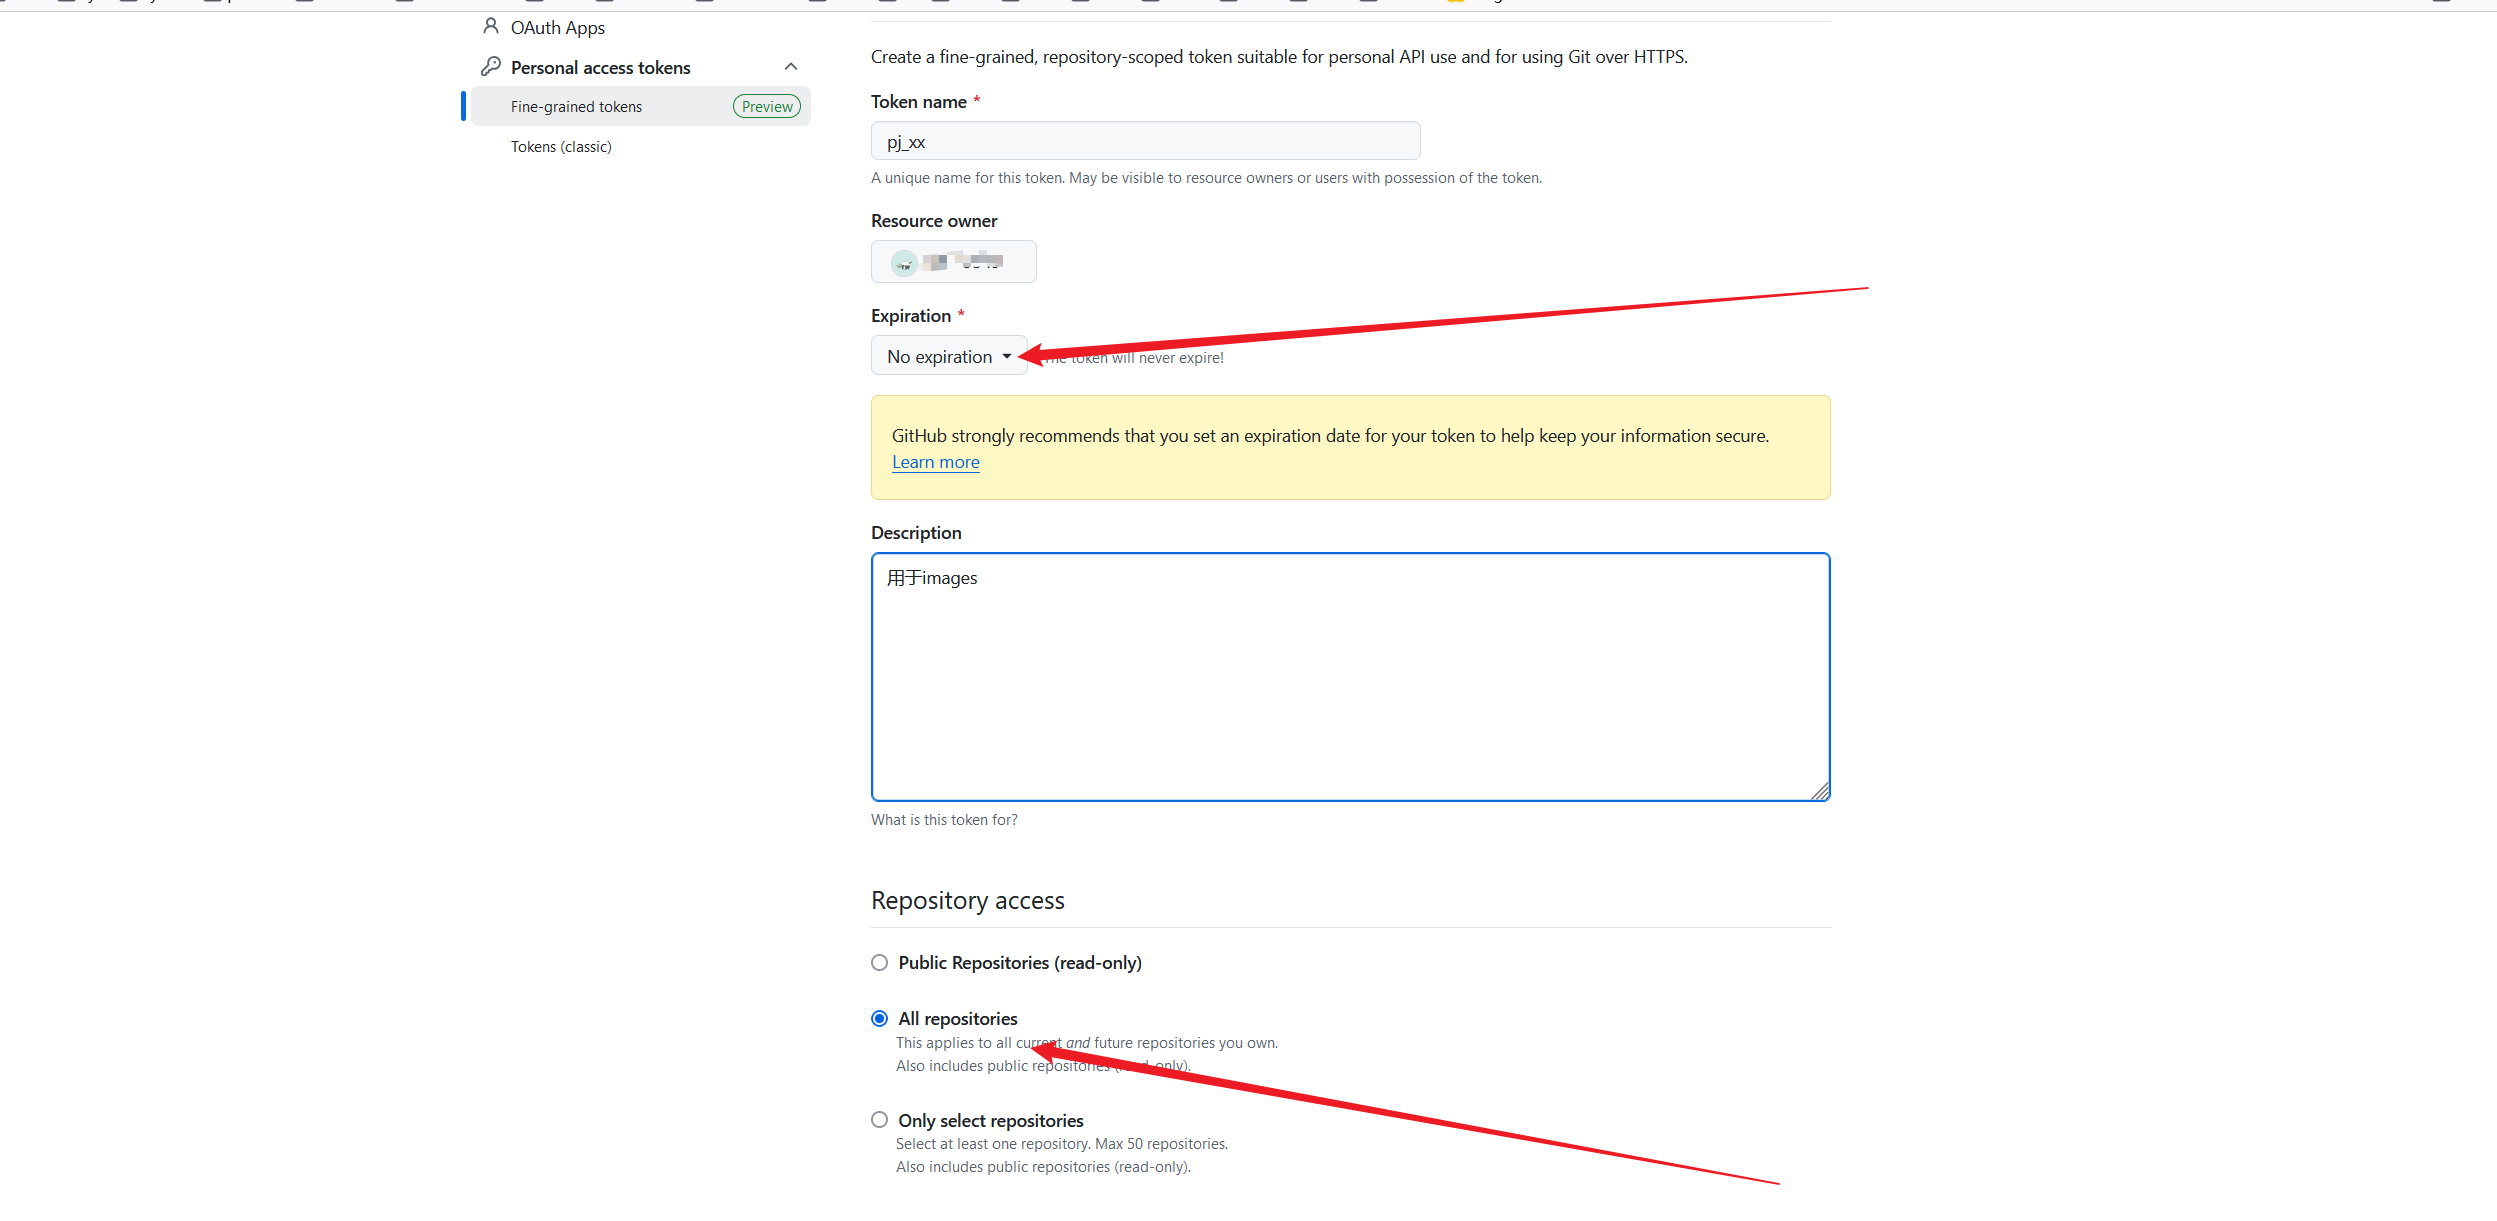 OAuth Apps
Personal access tokens
Fine-grained tokens
Preview
Tokens (classic)
Create a fine-grained, repository-scoped token suitable for personal API use and for using Git over HTTPS.
Token name *
pj_xx
A unique name for this token. May be visible to resource owners or users with possession of the token.
Resource owner
Expiration *
No expiration
The token will never expire!
GitHub strongly recommends that you set an expiration date for your token to help keep your information secure.
Learn more
Description
用于images
What is this token for?
Repository access
Public Repositories (read-only)
All repositories
This applies to all current and future repositories you own.
Also includes public repositories (read-only).
Only select repositories
Select at least one repository. Max 50 repositories.
Also includes public repositories (read-only).